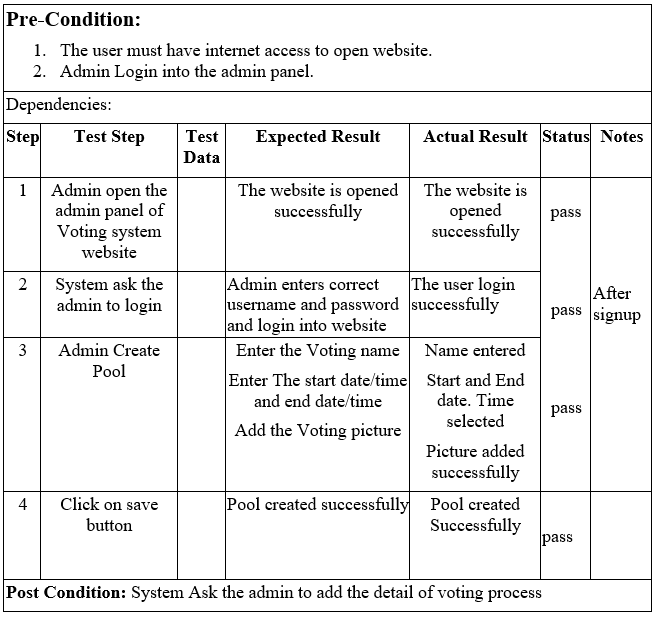 Pre-Condition:
1. The user must have internet access to open website.
2. Admin Login into the admin panel.
Dependencies:
Step Test Step Test Data Expected Result Actual Result Status Notes
1
Admin open the
admin panel of
Voting system
website
The website is opened
successfully
The website is
opened
successfully
pass
2
System ask the
admin to login
Admin enters correct
username and password
and login into website
The user login
successfully
pass
After
signup
3
Admin Create
Pool
Enter the Voting name
Enter The start date/time
and end date/time
Add the Voting picture
Name entered
Start and End
date. Time
selected
Picture added
successfully
pass
4
Click on save
button
Pool created successfully
Pool created
Successfully
pass
Post Condition: System Ask the admin to add the detail of voting process